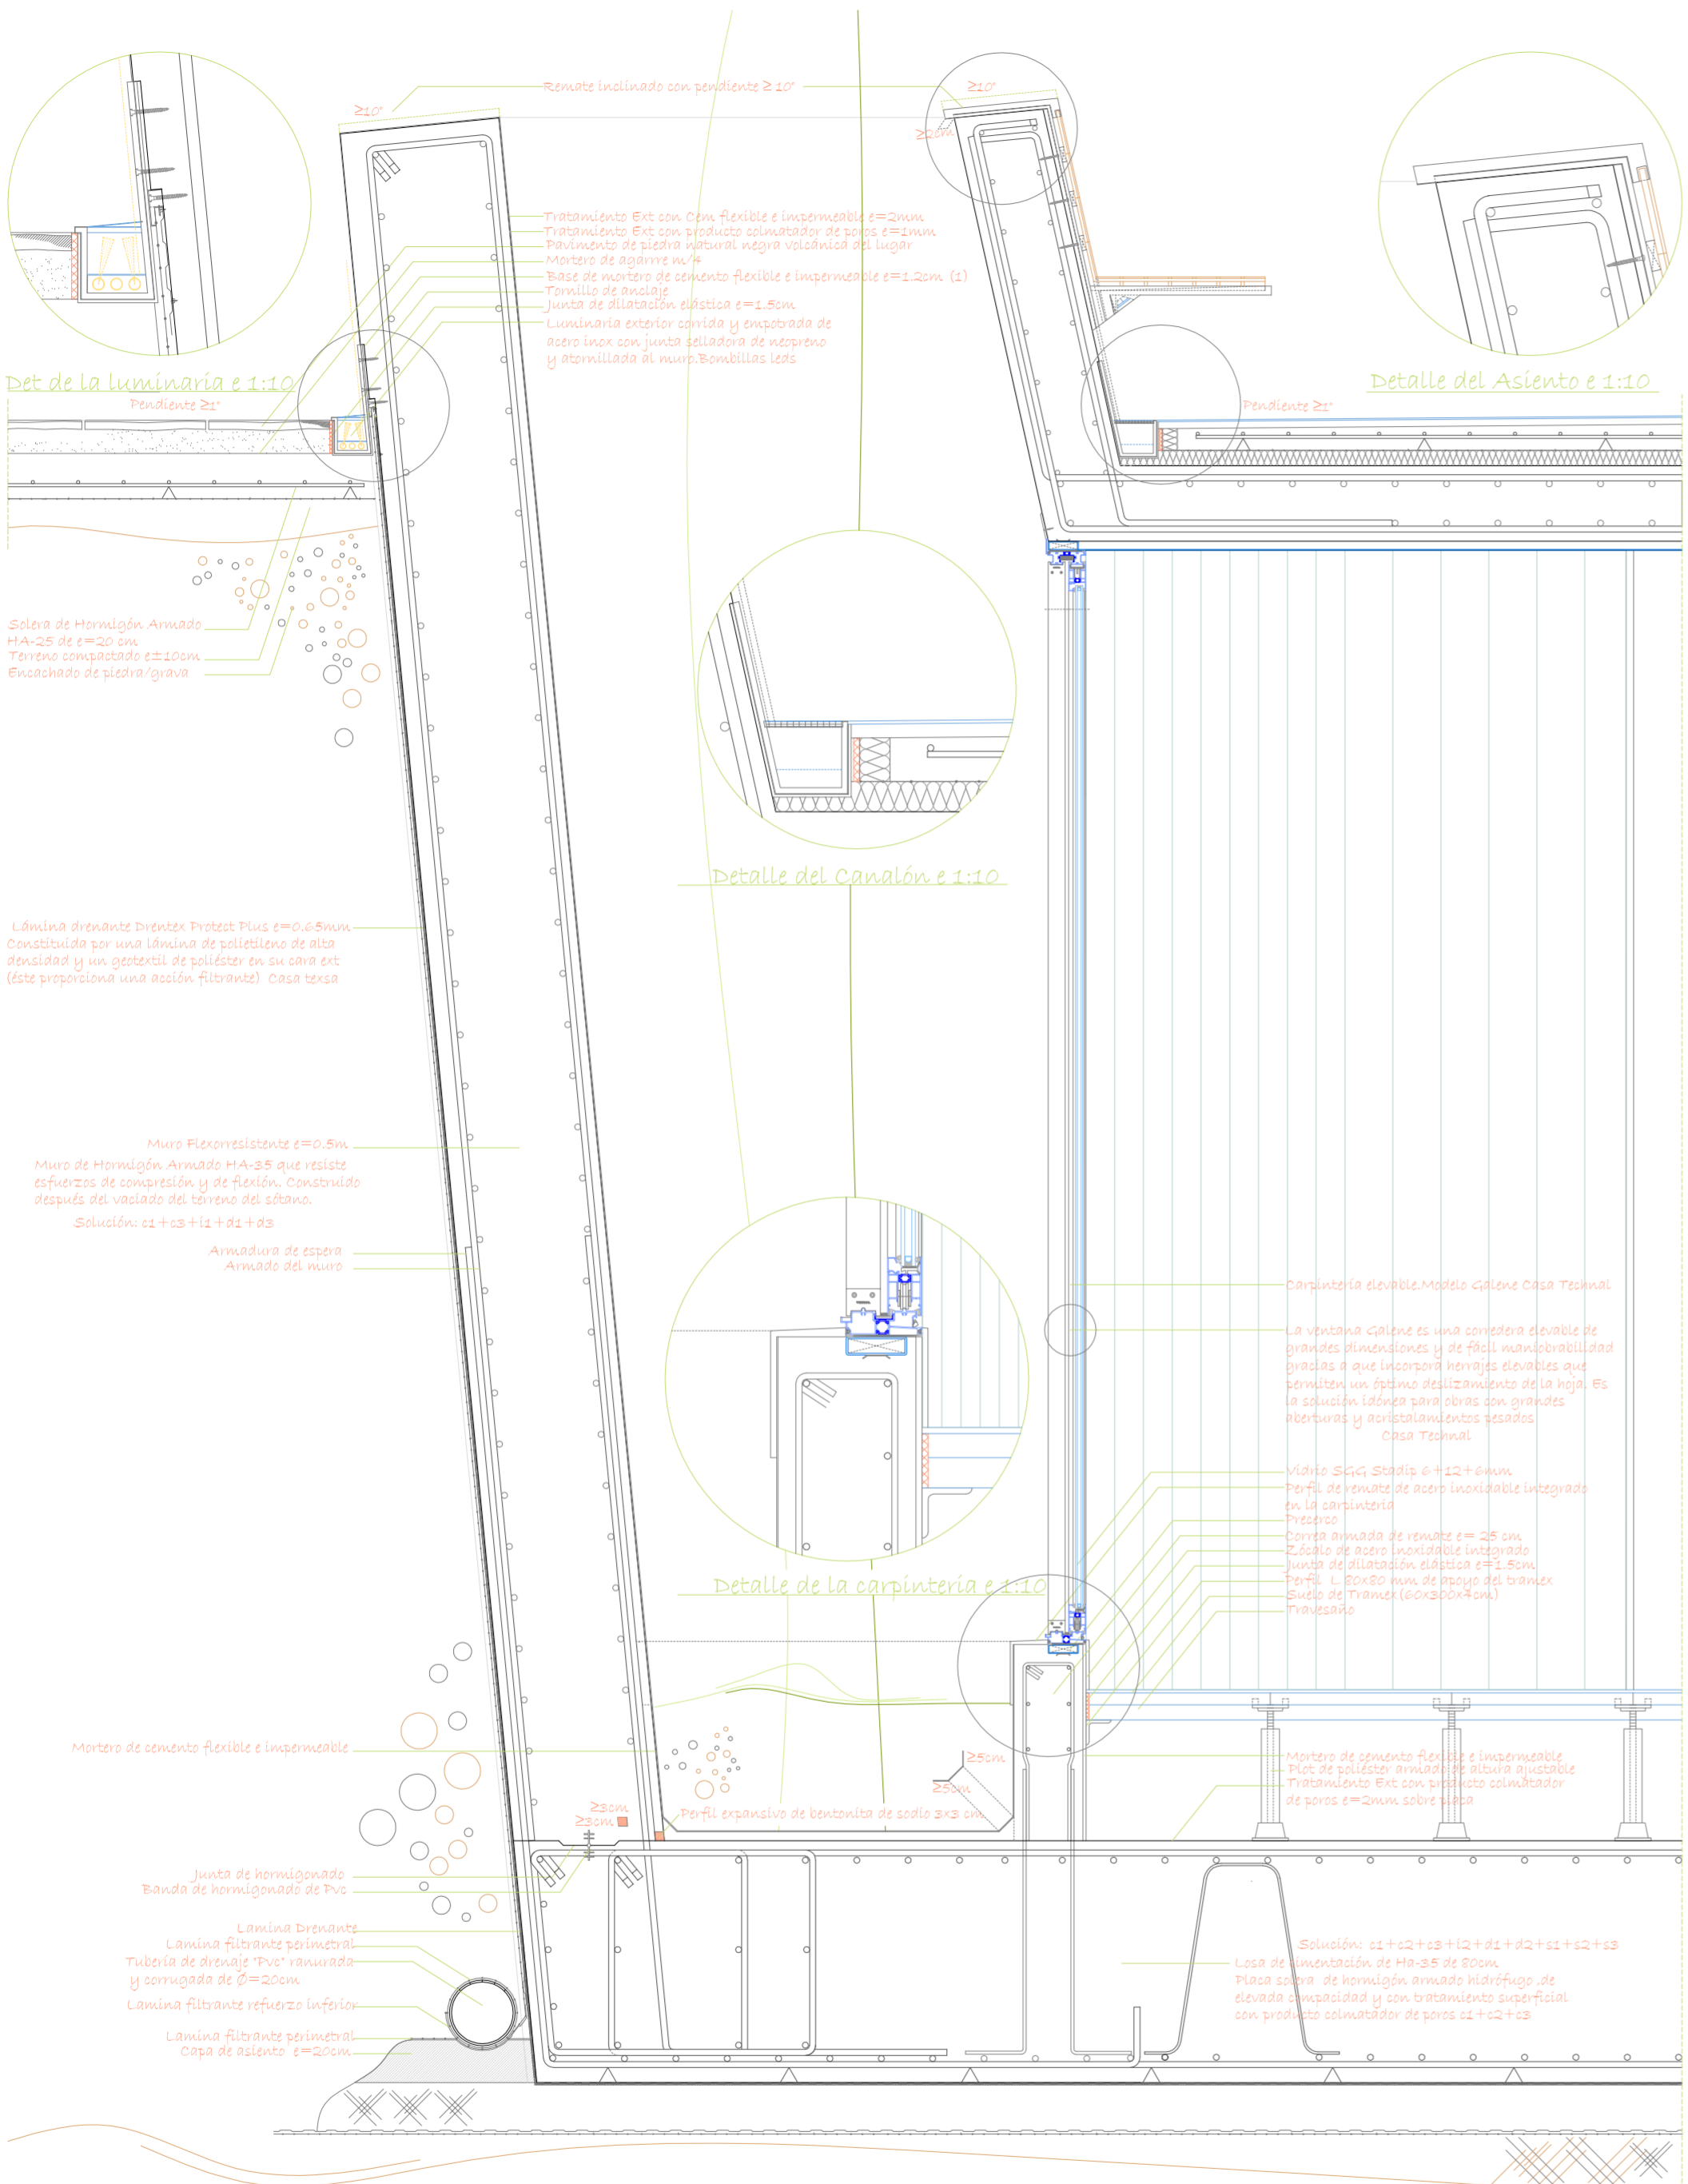 Remate inclinado con pendiente ≥ 10°
≥10°
≥10°
≥2cm
Tratamiento Ext con Cem flexible e impermeable e=2mm
Tratamiento Ext con producto colmatador de poros e=1mm
Pavimento de piedra natural negra volcánica del lugar
Mortero de agarre m/4
Base de mortero de cemento flexible e impermeable e=1.2cm (1)
Tornillo de anclaje
Junta de dilatación elástica e=1.5cm
Luminaria exterior corrida y empotrada de
acero inox con junta selladora de neopreno
y atornillada al muro.Bombillas leds
Det de la luminaria e 1:10
Pendiente ≥1°
Detalle del Asiento e 1:10
Pendiente ≥1°
Solera de Hormigón Armado
HA-25 de e=20 cm
Terreno compactado e±10cm
Encachado de piedra/grava
Detalle del Canalón e 1:10
Lámina drenante Drentex Protect Plus e=0.65mm
Constituida por una lámina de polietileno de alta
densidad y un geotextil de poliéster en su cara ext
(éste proporciona una acción filtrante) Casa texsa
Muro Flexorresistente e=0.5m
Muro de Hormigón Armado HA-35 que resiste
esfuerzos de compresión y de flexión. Construido
después del vaciado del terreno del sótano.
Solución: c1+c3+i1+d1+d3
Armadura de espera
Armado del muro
Carpintería elevable.Modelo Galene Casa Technal
La ventana Galene es una corredera elevable de
grandes dimensiones y de fácil maniobrabilidad
gracias a que incorpora herrajes elevables que
permiten un óptimo deslizamiento de la hoja. Es
la solución idónea para obras con grandes
aberturas y acristalamientos pesados
Casa Technal
Vidrio SGG Stadip 6+12+6mm
Perfil de remate de acero inoxidable integrado
en la carpintería
Precerco
Correa armada de remate e= 25 cm
Zócalo de acero inoxidable integrado
Junta de dilatación elástica e=1.5cm
Perfil L 80x80 mm de apoyo del tramex
Suelo de Tramex(60x300x4cm)
Travesaño
Detalle de la carpinteria e 1:10
Mortero de cemento flexible e impermeable
≥5cm
≥5cm
Mortero de cemento flexible e impermeable
Plot de poliéster armado de altura ajustable
Tratamiento Ext con producto colmatador
de poros e=2mm sobre placa
≥3cm
≥3cm
Perfil expansivo de bentonita de sodio 3x3 cm
Junta de hormigonado
Banda de hormigonado de Pvc
Lamina Drenante
Lamina filtrante perimetral
Tubería de drenaje "Pvc" ranurada
y corrugada de Ø=20cm
Lamina filtrante refuerzo inferior
Lamina filtrante perimetral
Capa de asiento e=20cm
Solución: c1+c2+c3+i2+d1+d2+s1+s2+s3
Losa de cimentación de Ha-35 de 80cm
Placa solera de hormigón armado hidrófugo ,de
elevada compacidad y con tratamiento superficial
con producto colmatador de poros c1+c2+c3